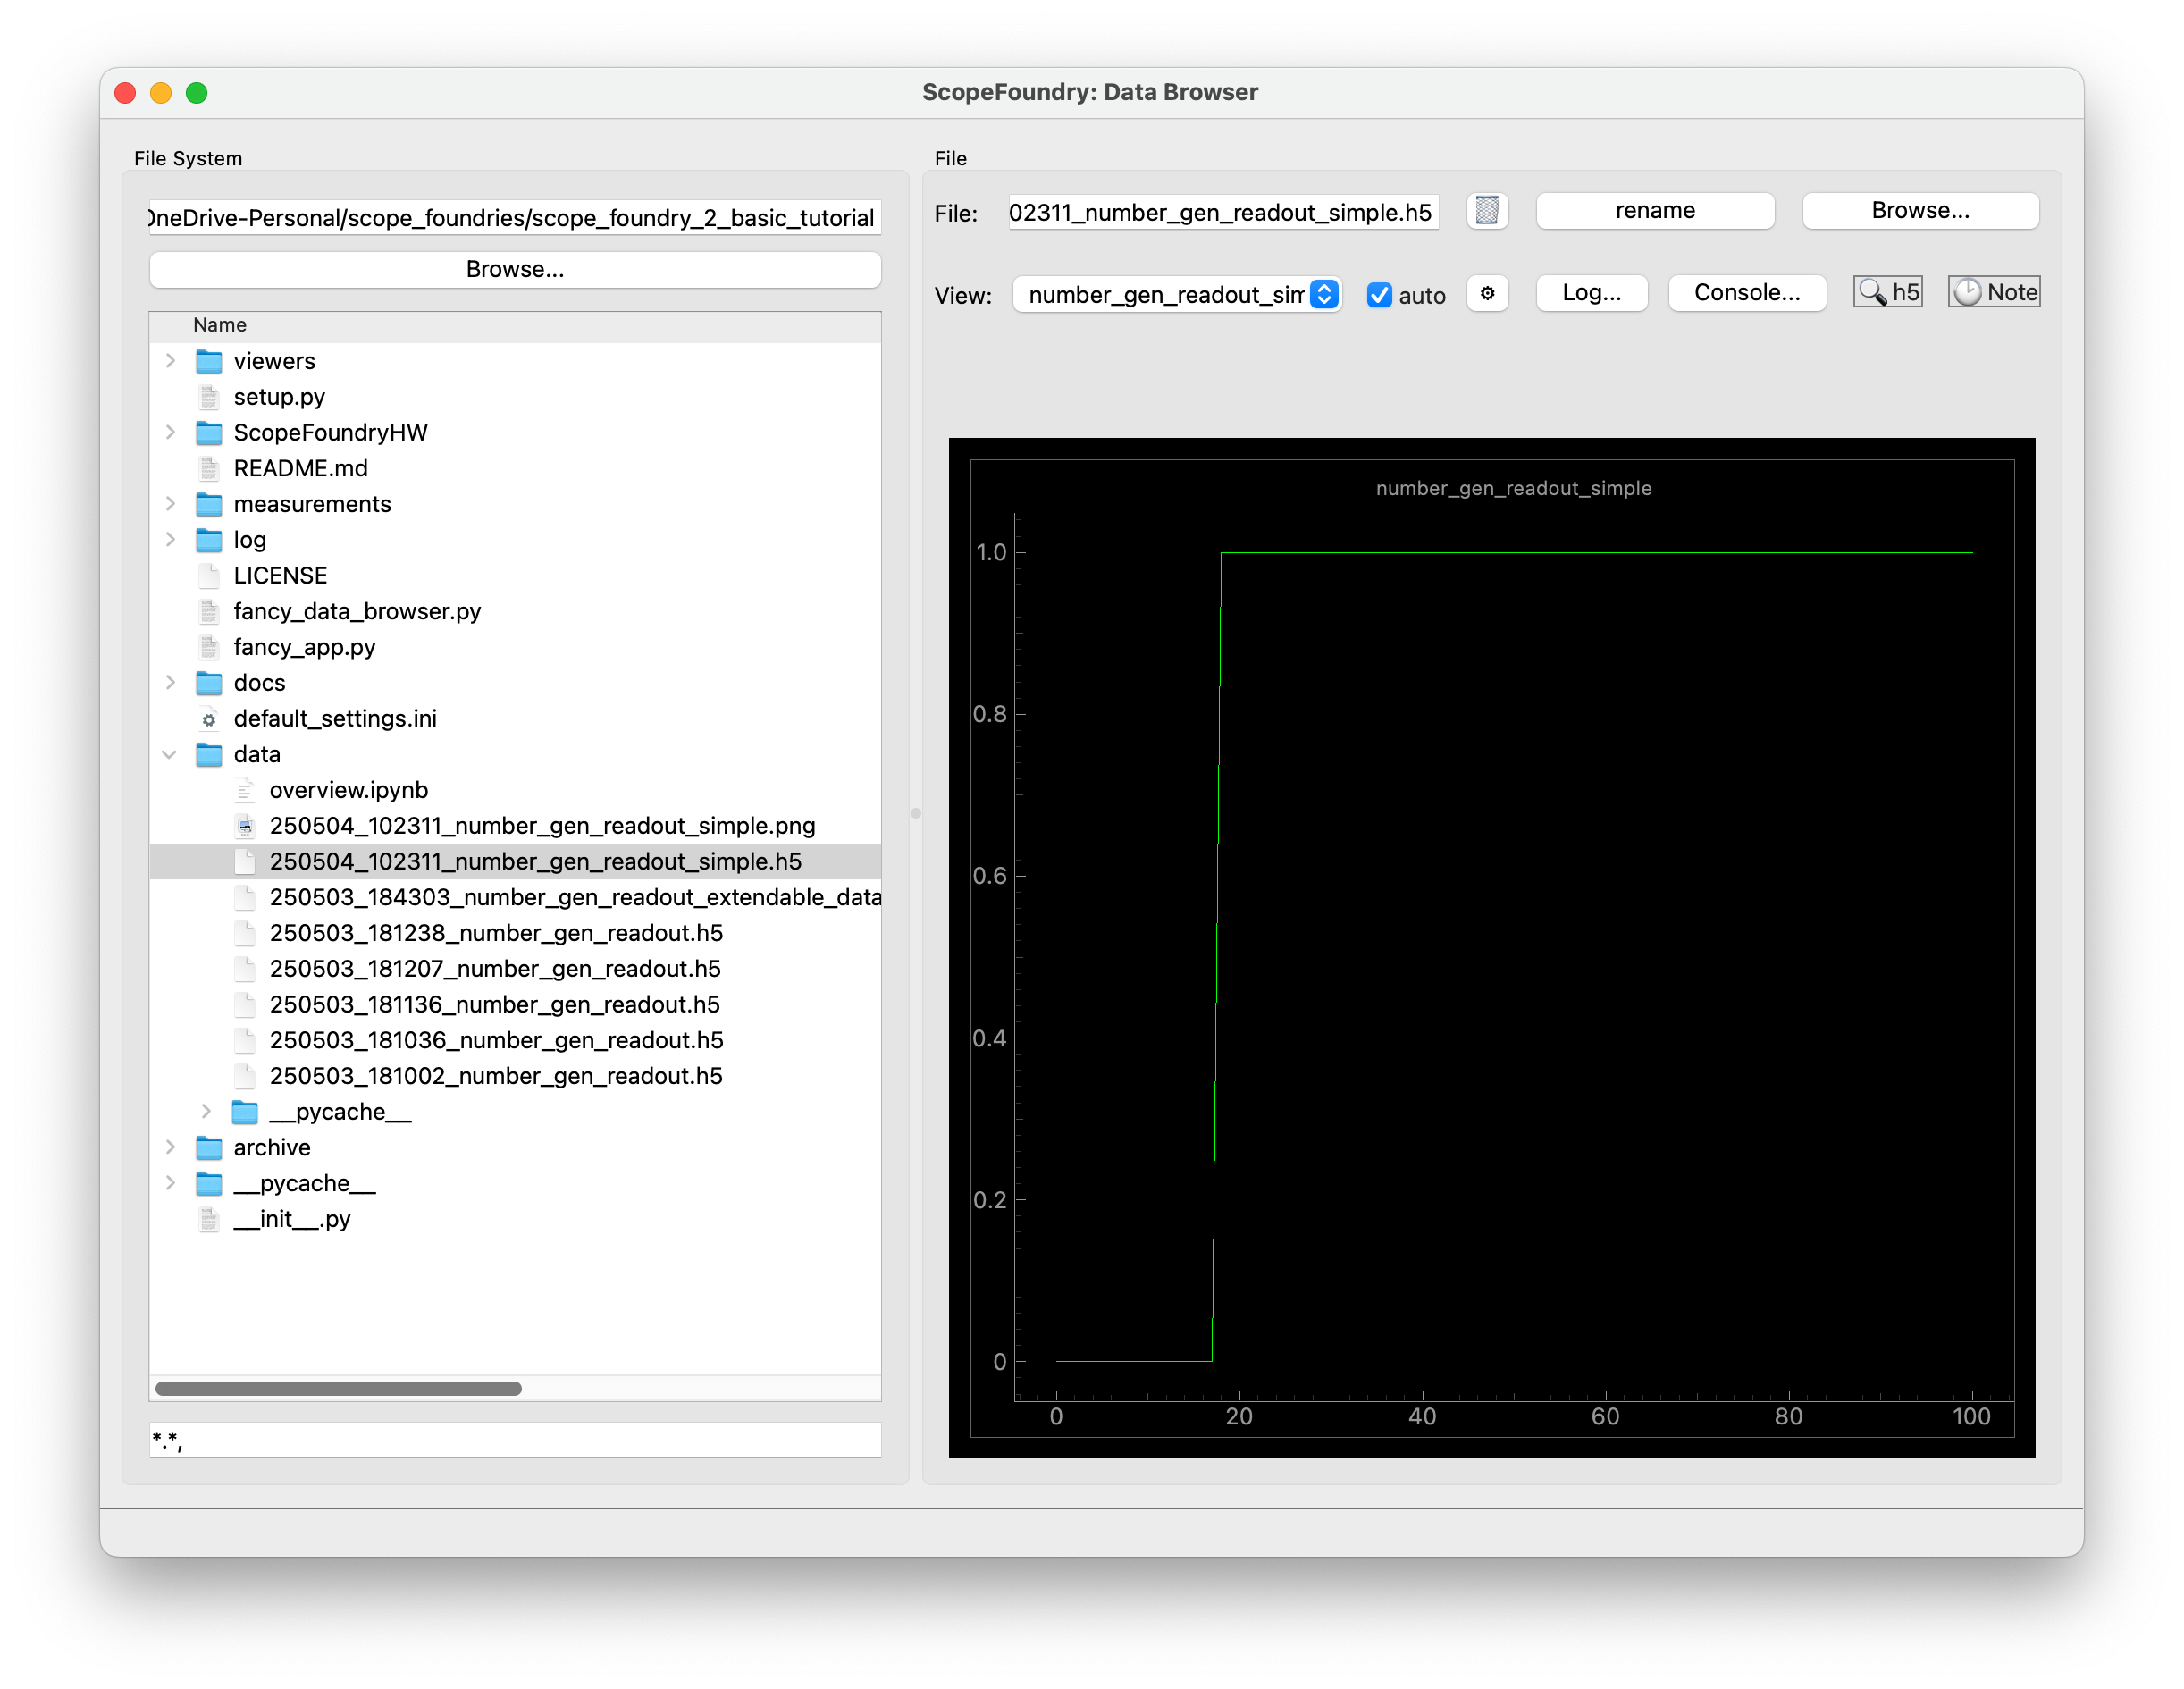 ScopeFoundry: Data Browser
File System
OneDrive-Personal/scope_foundries/scope_foundry_2_basic_tutorial
Browse...
Name
viewers
setup.py
ScopeFoundryHW
README.md
measurements
log
LICENSE
fancy_data_browser.py
fancy_app.py
docs
default_settings.ini
data
overview.ipynb
250504_102311_number_gen_readout_simple.png
250504_102311_number_gen_readout_simple.h5
250503_184303_number_gen_readout_extendable_data
250503_181238_number_gen_readout.h5
250503_181207_number_gen_readout.h5
250503_181136_number_gen_readout.h5
250503_181036_number_gen_readout.h5
250503_181002_number_gen_readout.h5
__pycache__
archive
__pycache__
__init__.py
*.*,
File
File: 02311_number_gen_readout_simple.h5 rename Browse...
View: number_gen_readout_sim auto Log... Console... h5 Note
number_gen_readout_simple
1.0
0.8
0.6
0.4
0.2
0
0 20 40 60 80 100